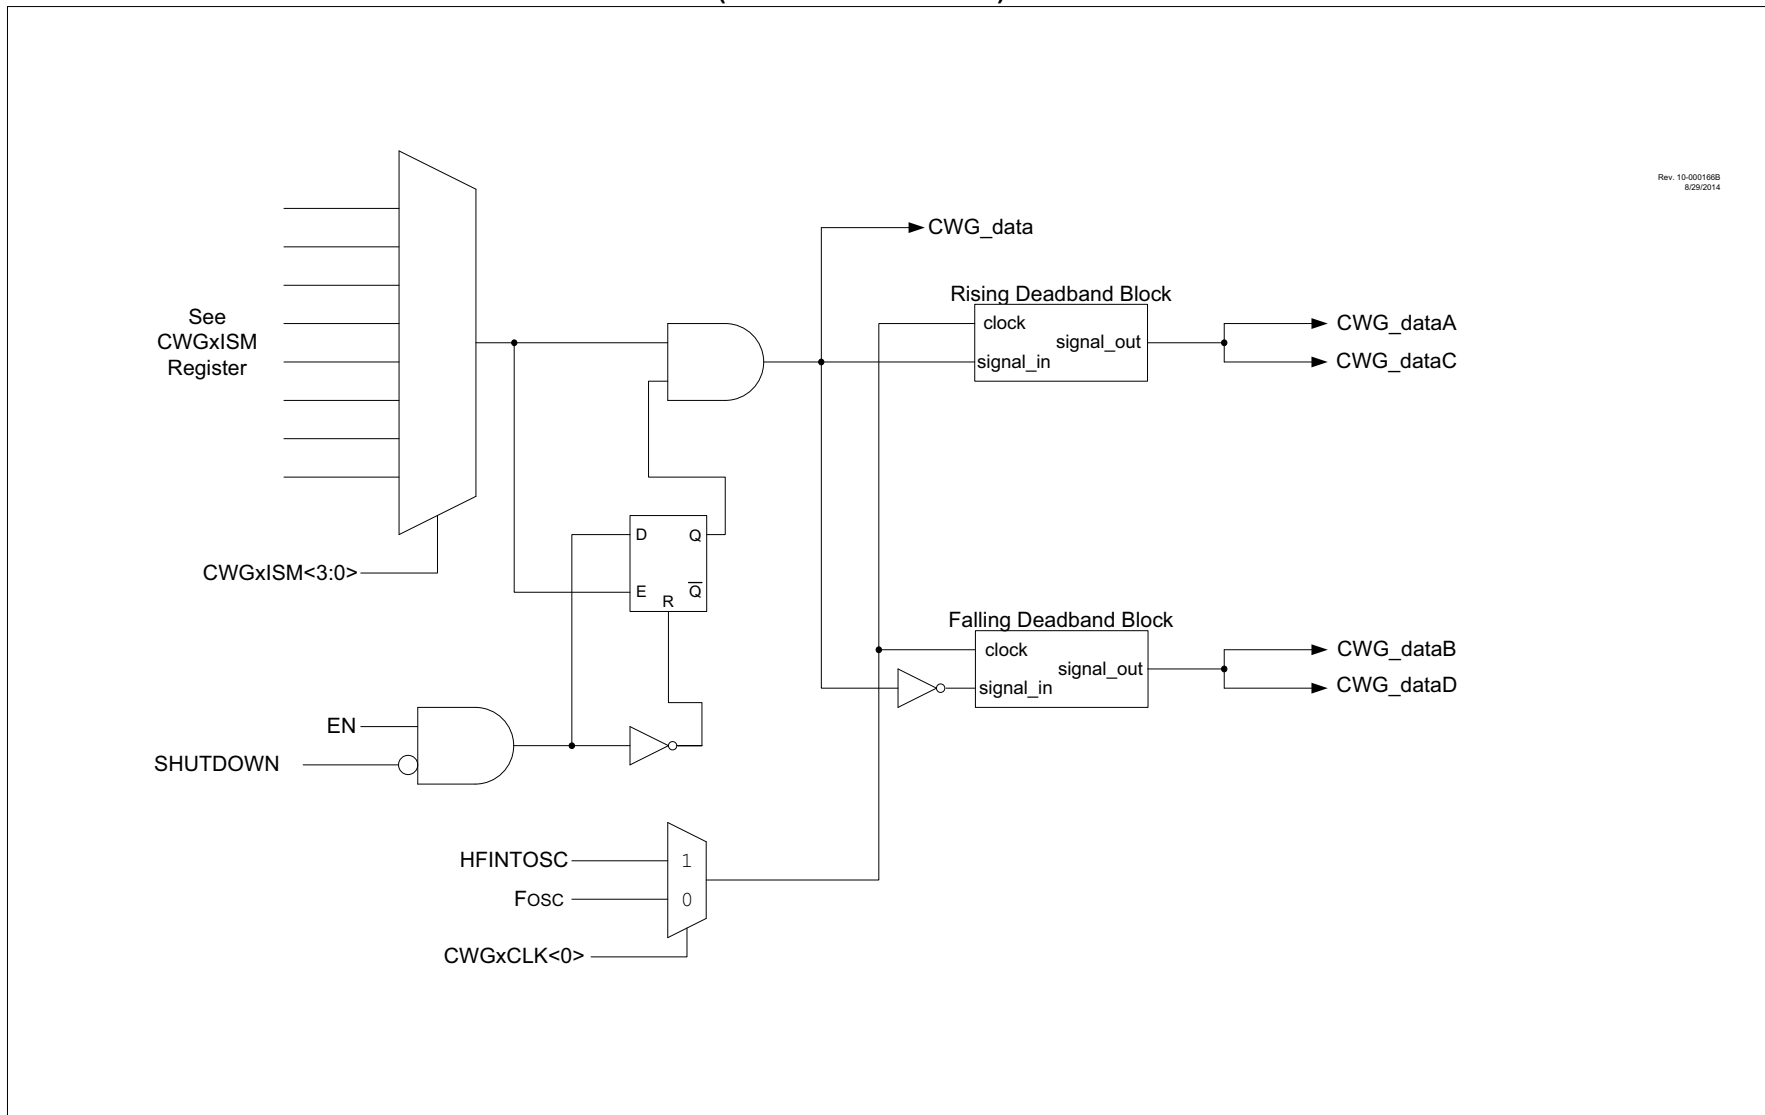 Rev. 10-000166B
8/29/2014
CWG_data
Rising Deadband Block
clock
signal_out
signal_in
CWG_dataA
CWG_dataC
See
CWGxISM
Register
D
Q
E
R
Q̅
CWGxISM<3:0>
Falling Deadband Block
clock
signal_out
signal_in
CWG_dataB
CWG_dataD
EN
SHUTDOWN
HFINTOSC
1
FOSC
0
CWGxCLK<0>